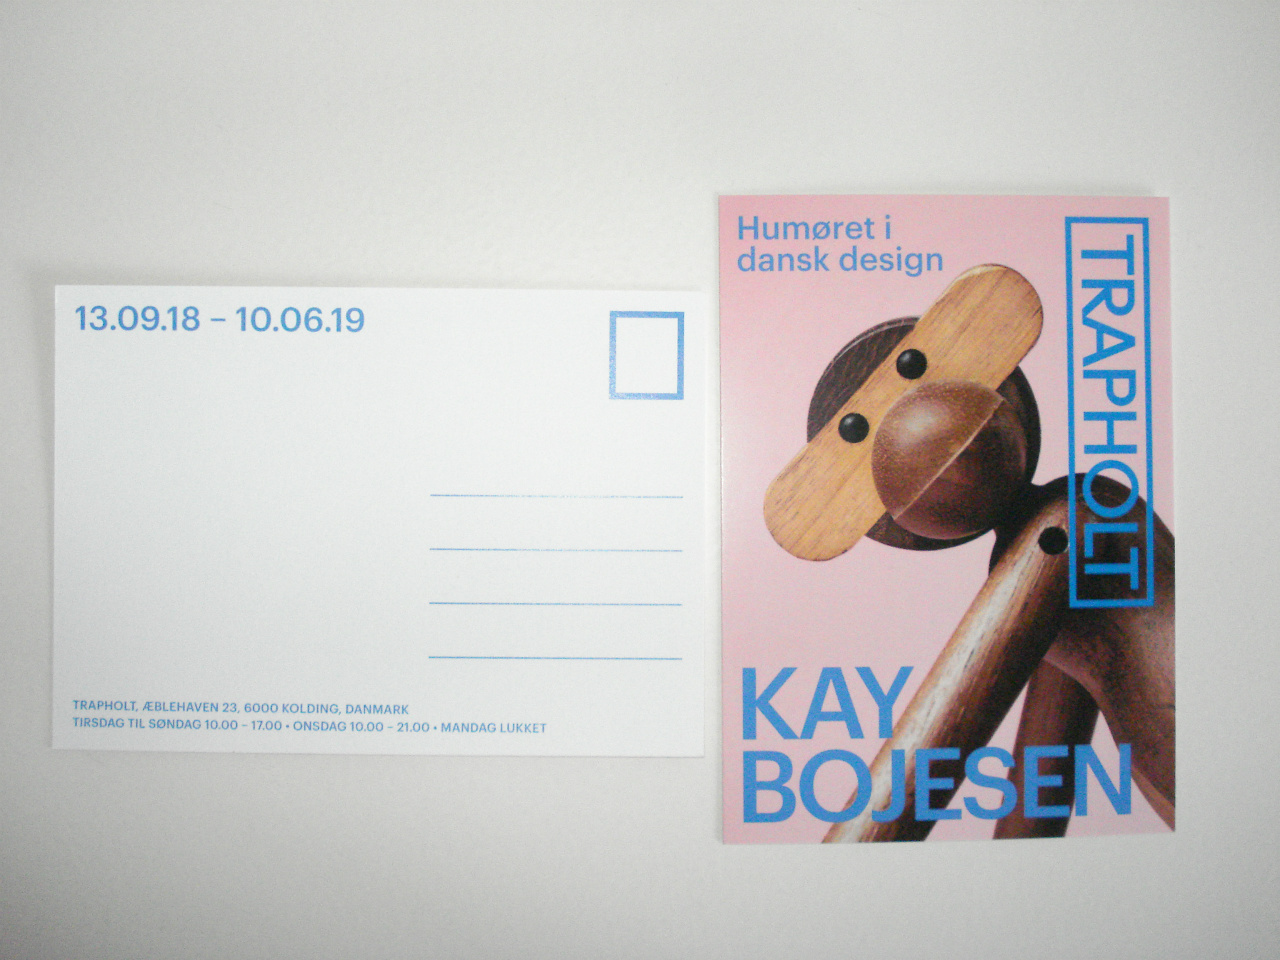 13.09.18 – 10.06.19
TRAPHOLT, ÆBLEHAVEN 23, 6000 KOLDING, DANMARK
TIRSDAG TIL SØNDAG 10.00 – 17.00 • ONSDAG 10.00 – 21.00 • MANDAG LUKKET
Humøret i
dansk design
TRAPHOLT
KAY
BOJESEN